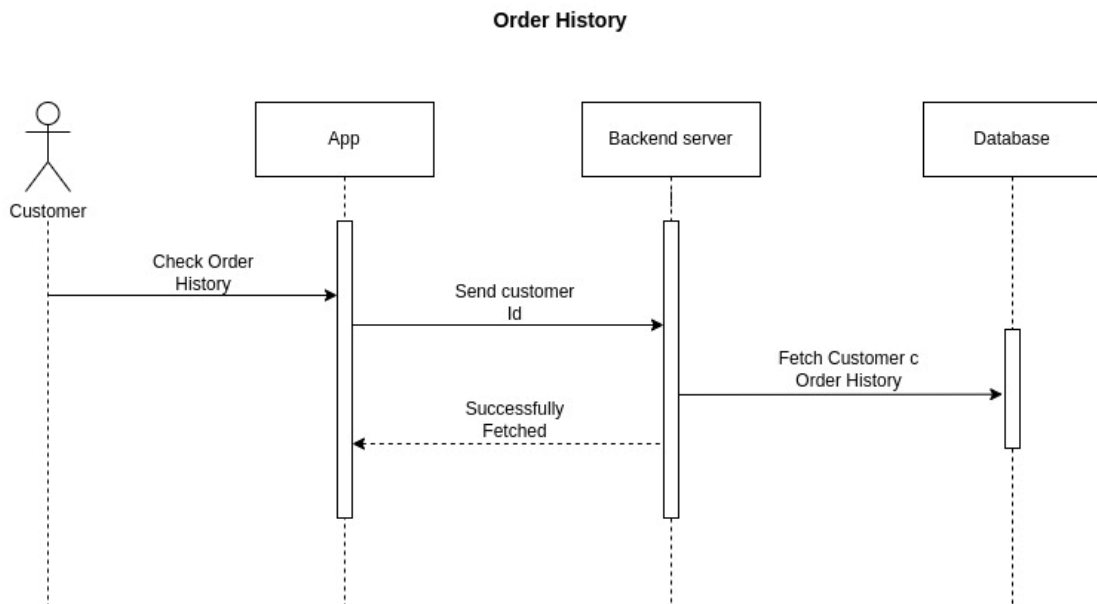 Order History
App
Backend server
Database
Customer
Check Order
History
Send customer
Id
Fetch Customer c
Order History
Successfully
Fetched